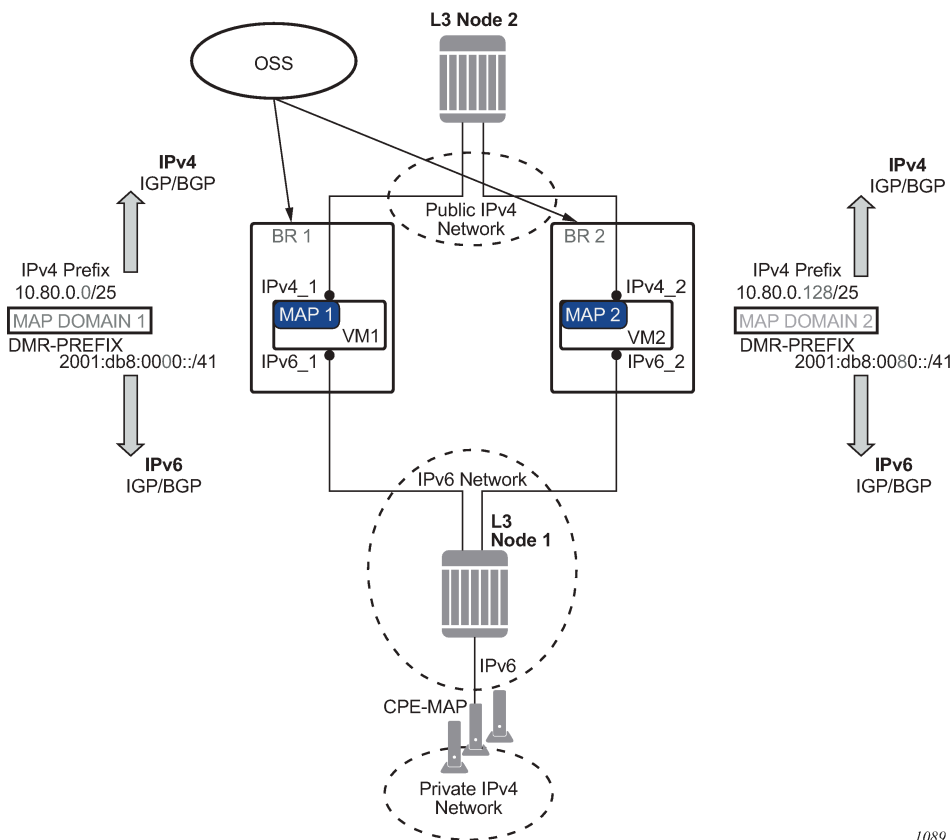 L3 Node 2
OSS
IPv4
IGP/BGP
IPv4
IGP/BGP
Public IPv4
Network
BR 1
BR 2
IPv4 Prefix
10.80.0.0/25
MAP DOMAIN 1
DMR-PREFIX
2001:db8:0000::/41
IPv4_1
MAP 1
VM1
IPv6_1
IPv4_2
MAP 2
VM2
IPv6_2
IPv4 Prefix
10.80.0.128/25
MAP DOMAIN 2
DMR-PREFIX
2001:db8:0080::/41
IPv6
IGP/BGP
IPv6 Network
IPv6
IGP/BGP
L3
Node 1
IPv6
CPE-MAP
Private IPv4
Network
1089